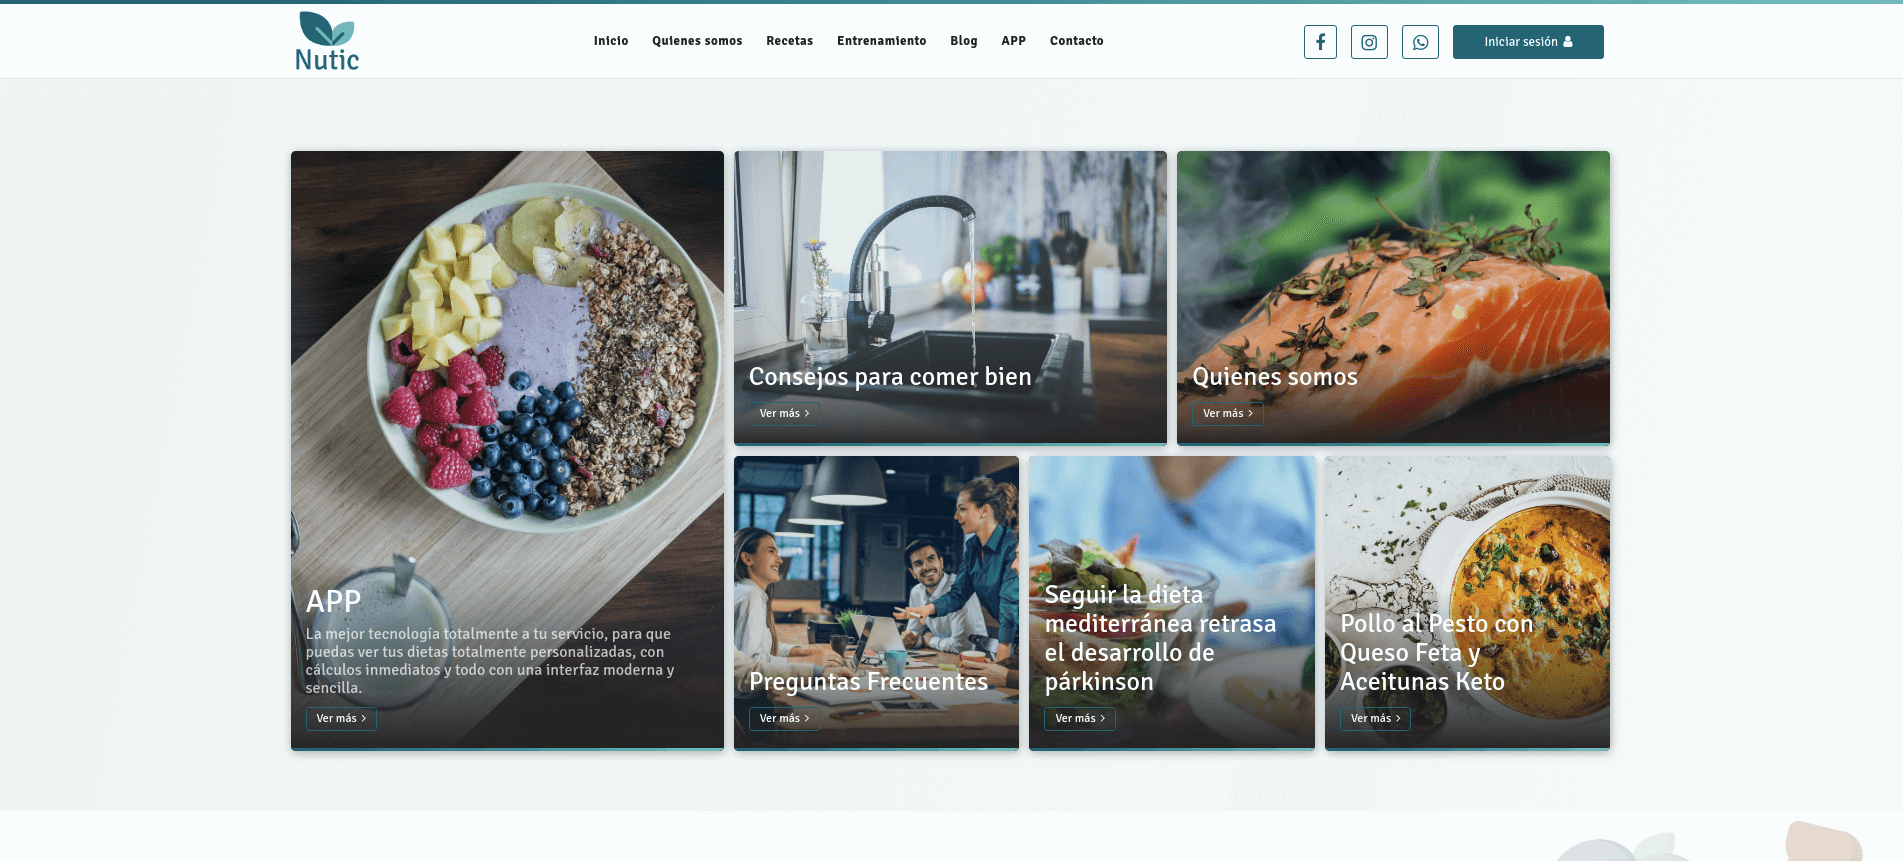 Nutic
Inicio
Quienes somos
Recetas
Entrenamiento
Blog
APP
Contacto
Iniciar sesión
APP
La mejor tecnología totalmente a tu servicio, para que
puedas ver tus dietas totalmente personalizadas, con
cálculos inmediatos y todo con una interfaz moderna y
sencilla.
Ver más
Consejos para comer bien
Ver más
Quienes somos
Ver más
Preguntas Frecuentes
Ver más
Seguir la dieta
mediterránea retrasa
el desarrollo de
párkinson
Ver más
Pollo al Pesto con
Queso Feta y
Aceitunas Keto
Ver más